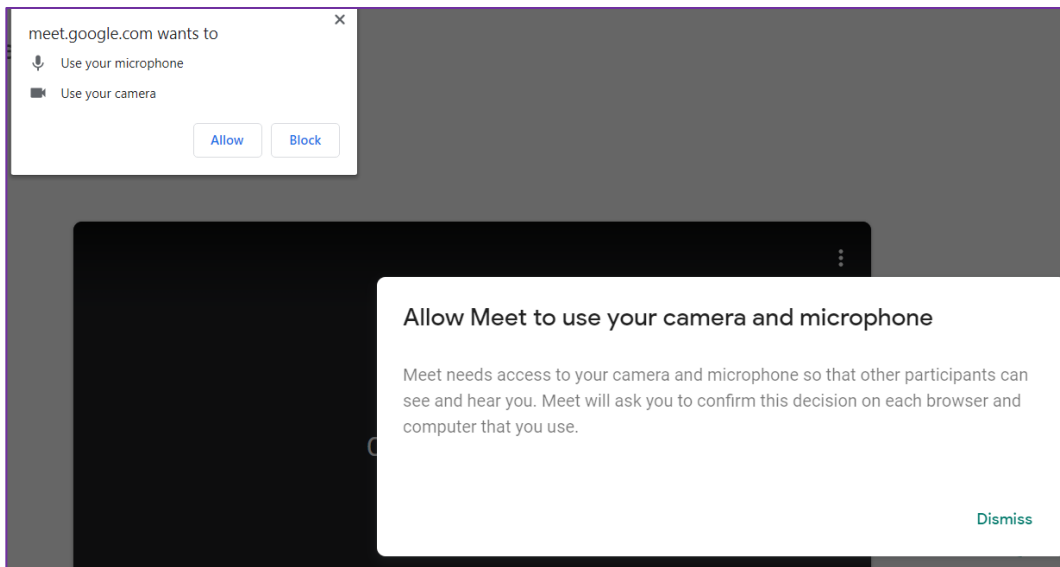 meet.google.com wants to
Use your microphone
Use your camera
Allow
Block
Allow Meet to use your camera and microphone
Meet needs access to your camera and microphone so that other participants can
see and hear you. Meet will ask you to confirm this decision on each browser and
computer that you use.
Dismiss